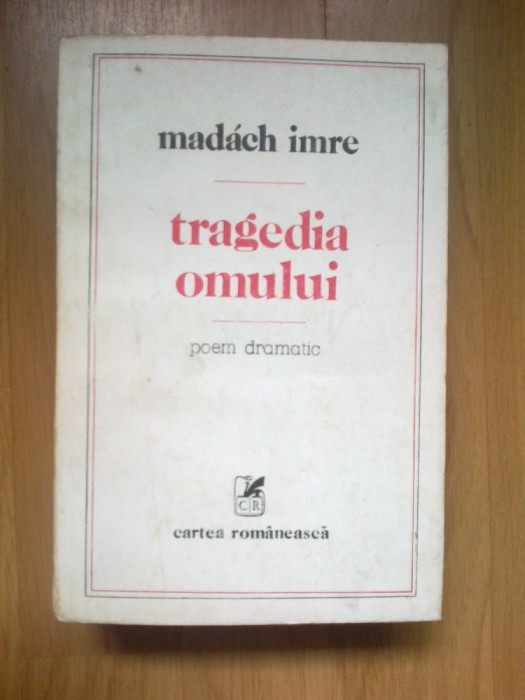 madách imre
tragedia
omului
poem dramatic
CR
cartea românească